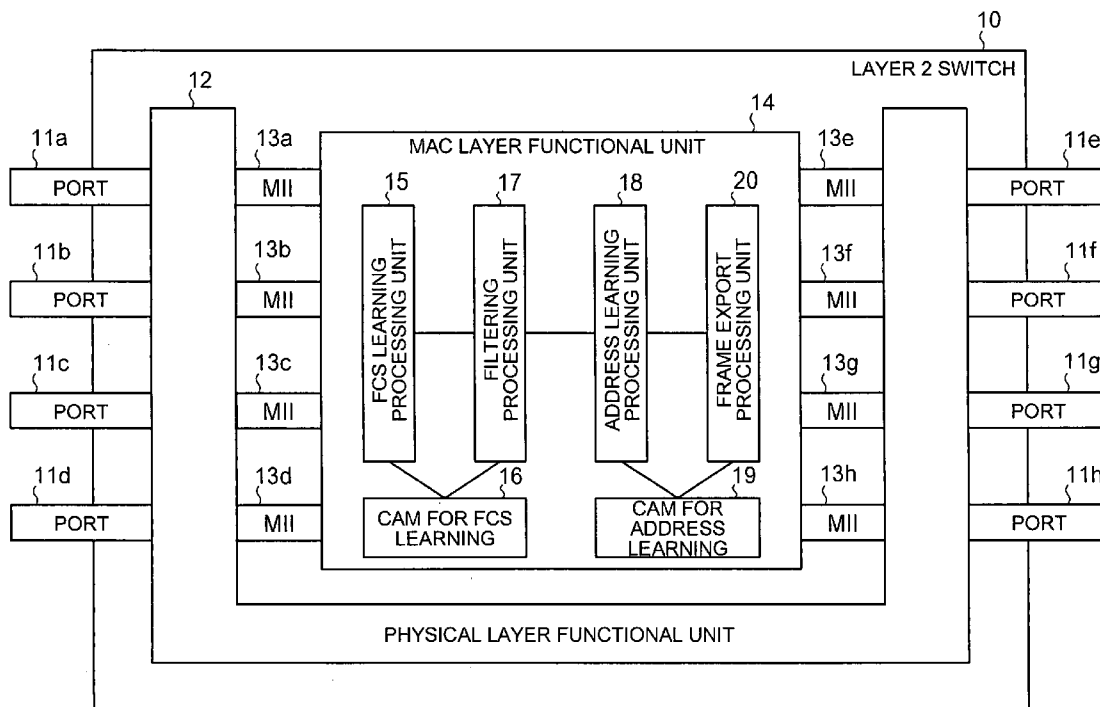 10
LAYER 2 SWITCH
12
14
11a
13a
MAC LAYER FUNCTIONAL UNIT
13e
11e
PORT
MII
MII
PORT
15
17
18
20
11b
13b
13f
11f
PORT
MII
MII
PORT
FCS LEARNING
PROCESSING UNIT
FILTERING
PROCESSING UNIT
ADDRESS LEARNING
PROCESSING UNIT
FRAME EXPORT
PROCESSING UNIT
11c
13c
13g
11g
PORT
MII
MII
PORT
11d
13d
16
19
13h
11h
PORT
MII
CAM FOR FCS
LEARNING
CAM FOR
ADDRESS
LEARNING
MII
PORT
PHYSICAL LAYER FUNCTIONAL UNIT